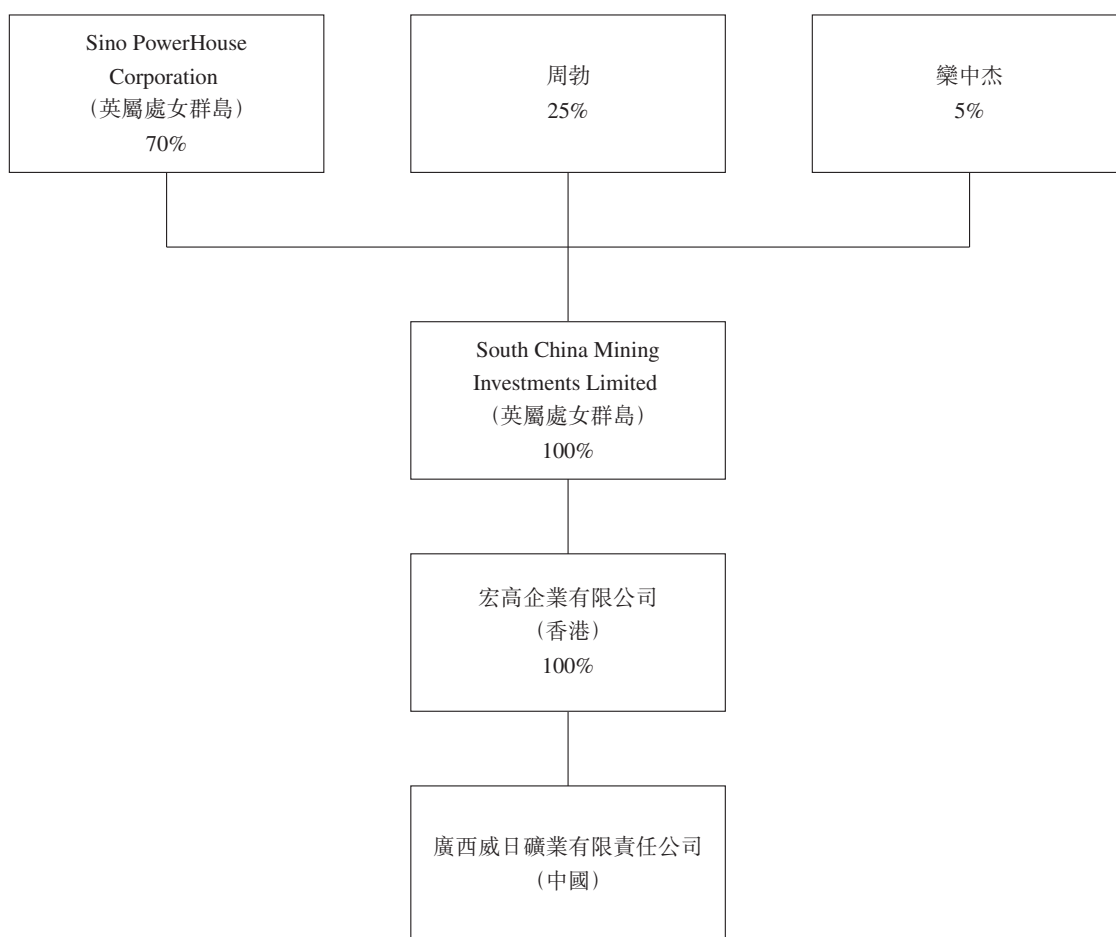 Sino PowerHouse
Corporation
（英屬處女群島）
70%
周勃
25%
欒中杰
5%
South China Mining
Investments Limited
（英屬處女群島）
100%
宏高企業有限公司
（香港）
100%
廣西威日礦業有限責任公司
（中國）